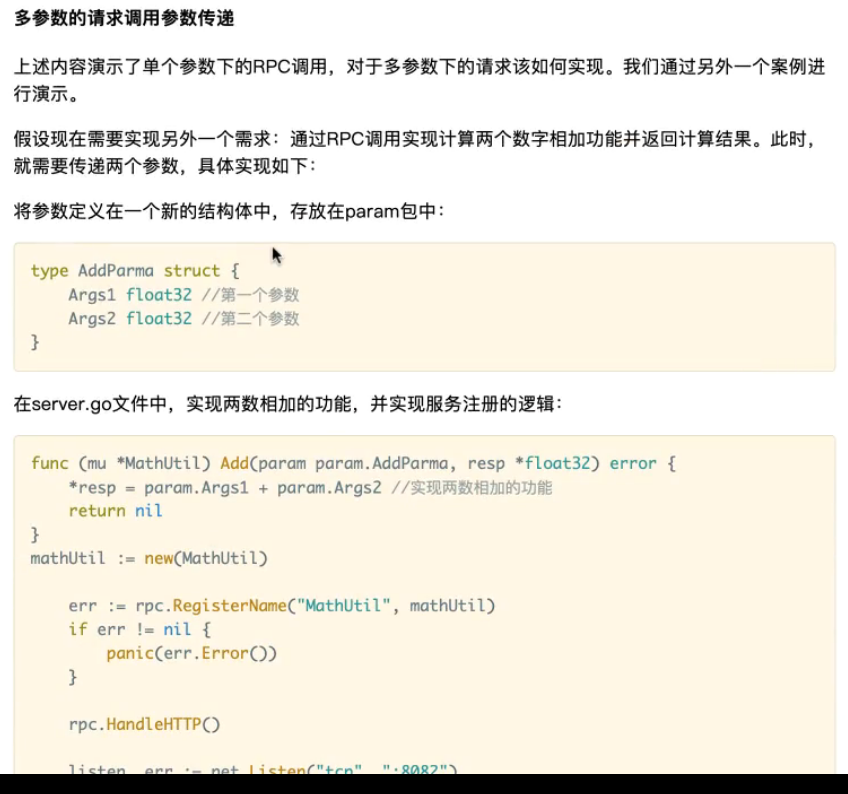 多参数的请求调用参数传递
上述内容演示了单个参数下的RPC调用，对于多参数下的请求该如何实现。我们通过另外一个案例进
行演示。
假设现在需要实现另外一个需求：通过RPC调用实现计算两个数字相加功能并返回计算结果。此时，
就需要传递两个参数，具体实现如下：
将参数定义在一个新的结构体中，存放在param包中：
type AddParma struct {
    Args1 float32 //第一个参数
    Args2 float32 //第二个参数
}
在server.go文件中，实现两数相加的功能，并实现服务注册的逻辑：
func (mu *MathUtil) Add(param param.AddParma, resp *float32) error {
    *resp = param.Args1 + param.Args2 //实现两数相加的功能
    return nil
}
mathUtil := new(MathUtil)
    err := rpc.RegisterName("MathUtil", mathUtil)
    if err != nil {
        panic(err.Error())
    }
    rpc.HandleHTTP()
    listen, err := net.Listen("tcp", ":8082")